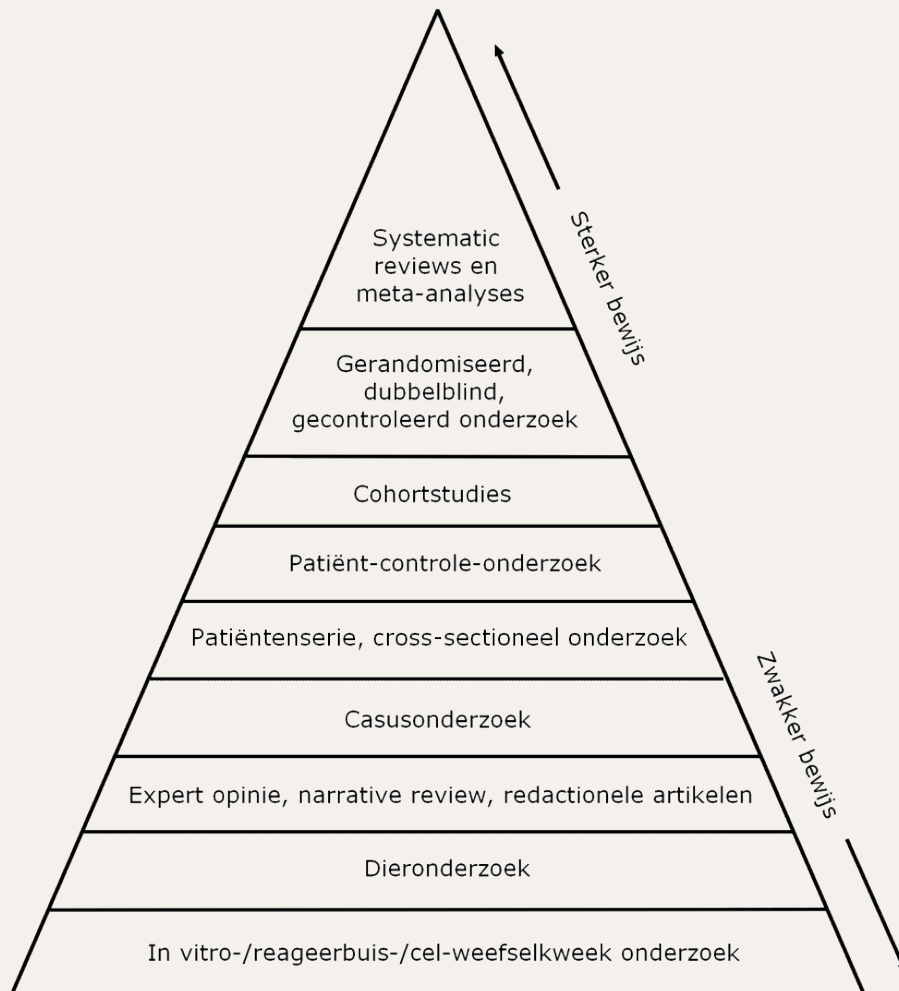 Systematic
reviews en
meta-analyses
Sterker bewijs
Gerandomiseerd,
dubbelblind,
gecontroleerd onderzoek
Cohortstudies
Patiënt-controle-onderzoek
Patiëntenserie, cross-sectioneel onderzoek
Zwakker bewijs
Casusonderzoek
Expert opinie, narrative review, redactionele artikelen
Dieronderzoek
In vitro-/reageerbuis-/cel-weefselkweek onderzoek